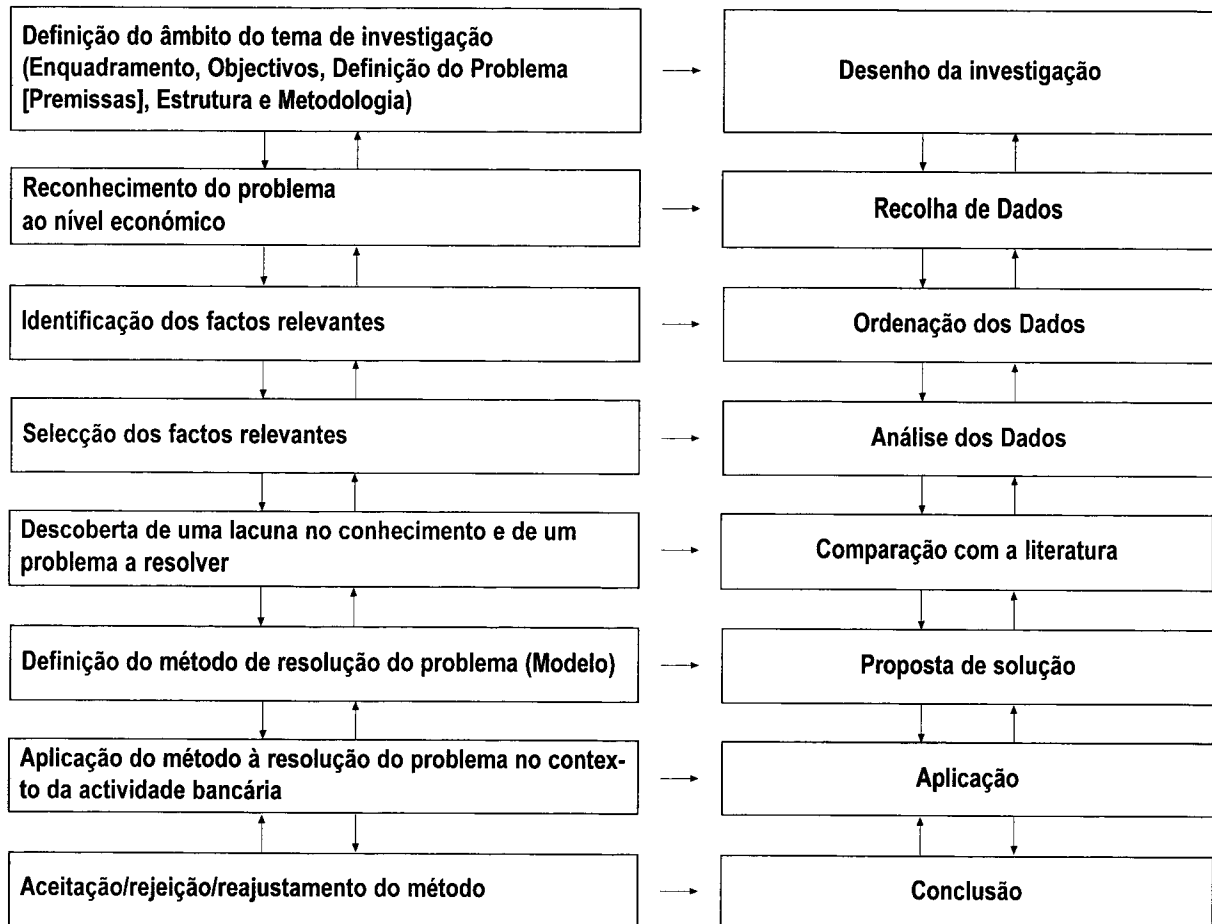 Definição do âmbito do tema de investigação
(Enquadramento, Objectivos, Definição do Problema
[Premissas], Estrutura e Metodologia)
Desenho da investigação
Reconhecimento do problema
ao nível económico
Recolha de Dados
Identificação dos factos relevantes
Ordenação dos Dados
Selecção dos factos relevantes
Análise dos Dados
Descoberta de uma lacuna no conhecimento e de um
problema a resolver
Comparação com a literatura
Definição do método de resolução do problema (Modelo)
Proposta de solução
Aplicação do método à resolução do problema no contex-
to da actividade bancária
Aplicação
Aceitação/rejeição/reajustamento do método
Conclusão